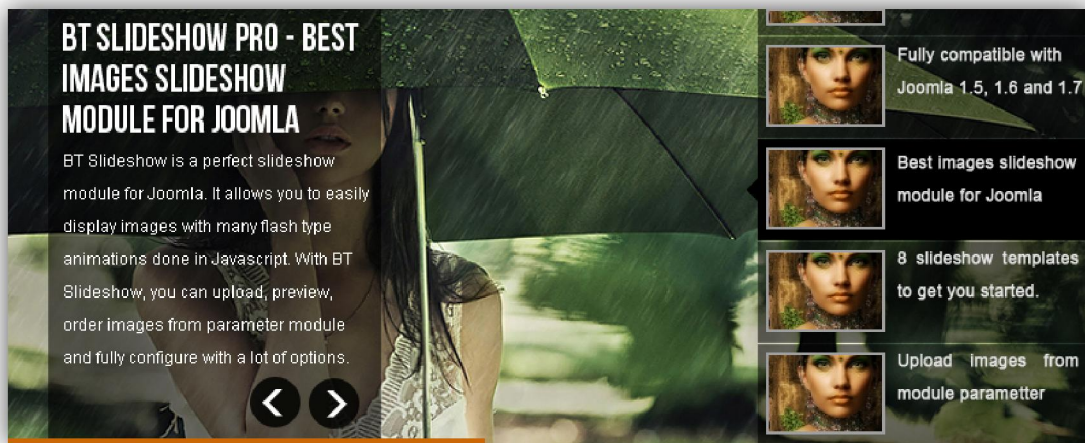 BT SLIDESHOW PRO - BEST
IMAGES SLIDESHOW
MODULE FOR JOOMLA
BT Slideshow is a perfect slideshow
module for Joomla. It allows you to easily
display images with many flash type
animations done in Javascript. With BT
Slideshow, you can upload, preview,
order images from parameter module
and fully configure with a lot of options.
Fully compatible with
Joomla 1.5, 1.6 and 1.7
Best images slideshow
module for Joomla
8 slideshow templates
to get you started.
Upload images from
module parametter